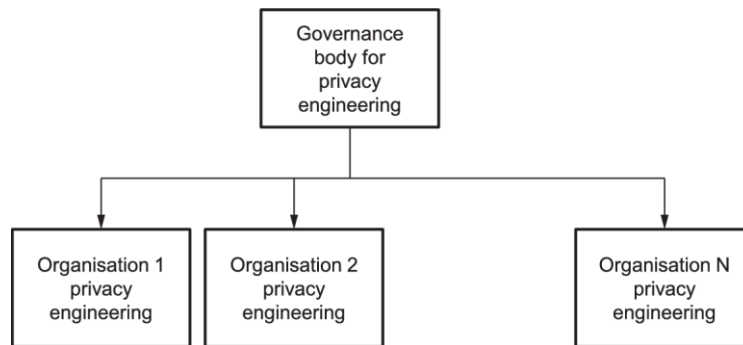 Governance
body for
privacy
engineering
Organisation 1
privacy
engineering
Organisation 2
privacy
engineering
Organisation N
privacy
engineering